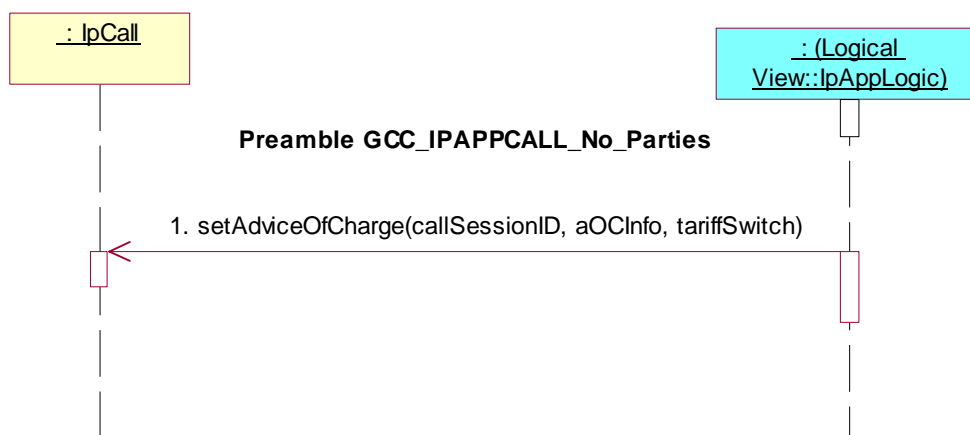 : IpCall
: (Logical
View::IpAppLogic)
Preamble GCC_IPAPPCALL_No_Parties
1. setAdviceOfCharge(callSessionID, aOCInfo, tariffSwitch)